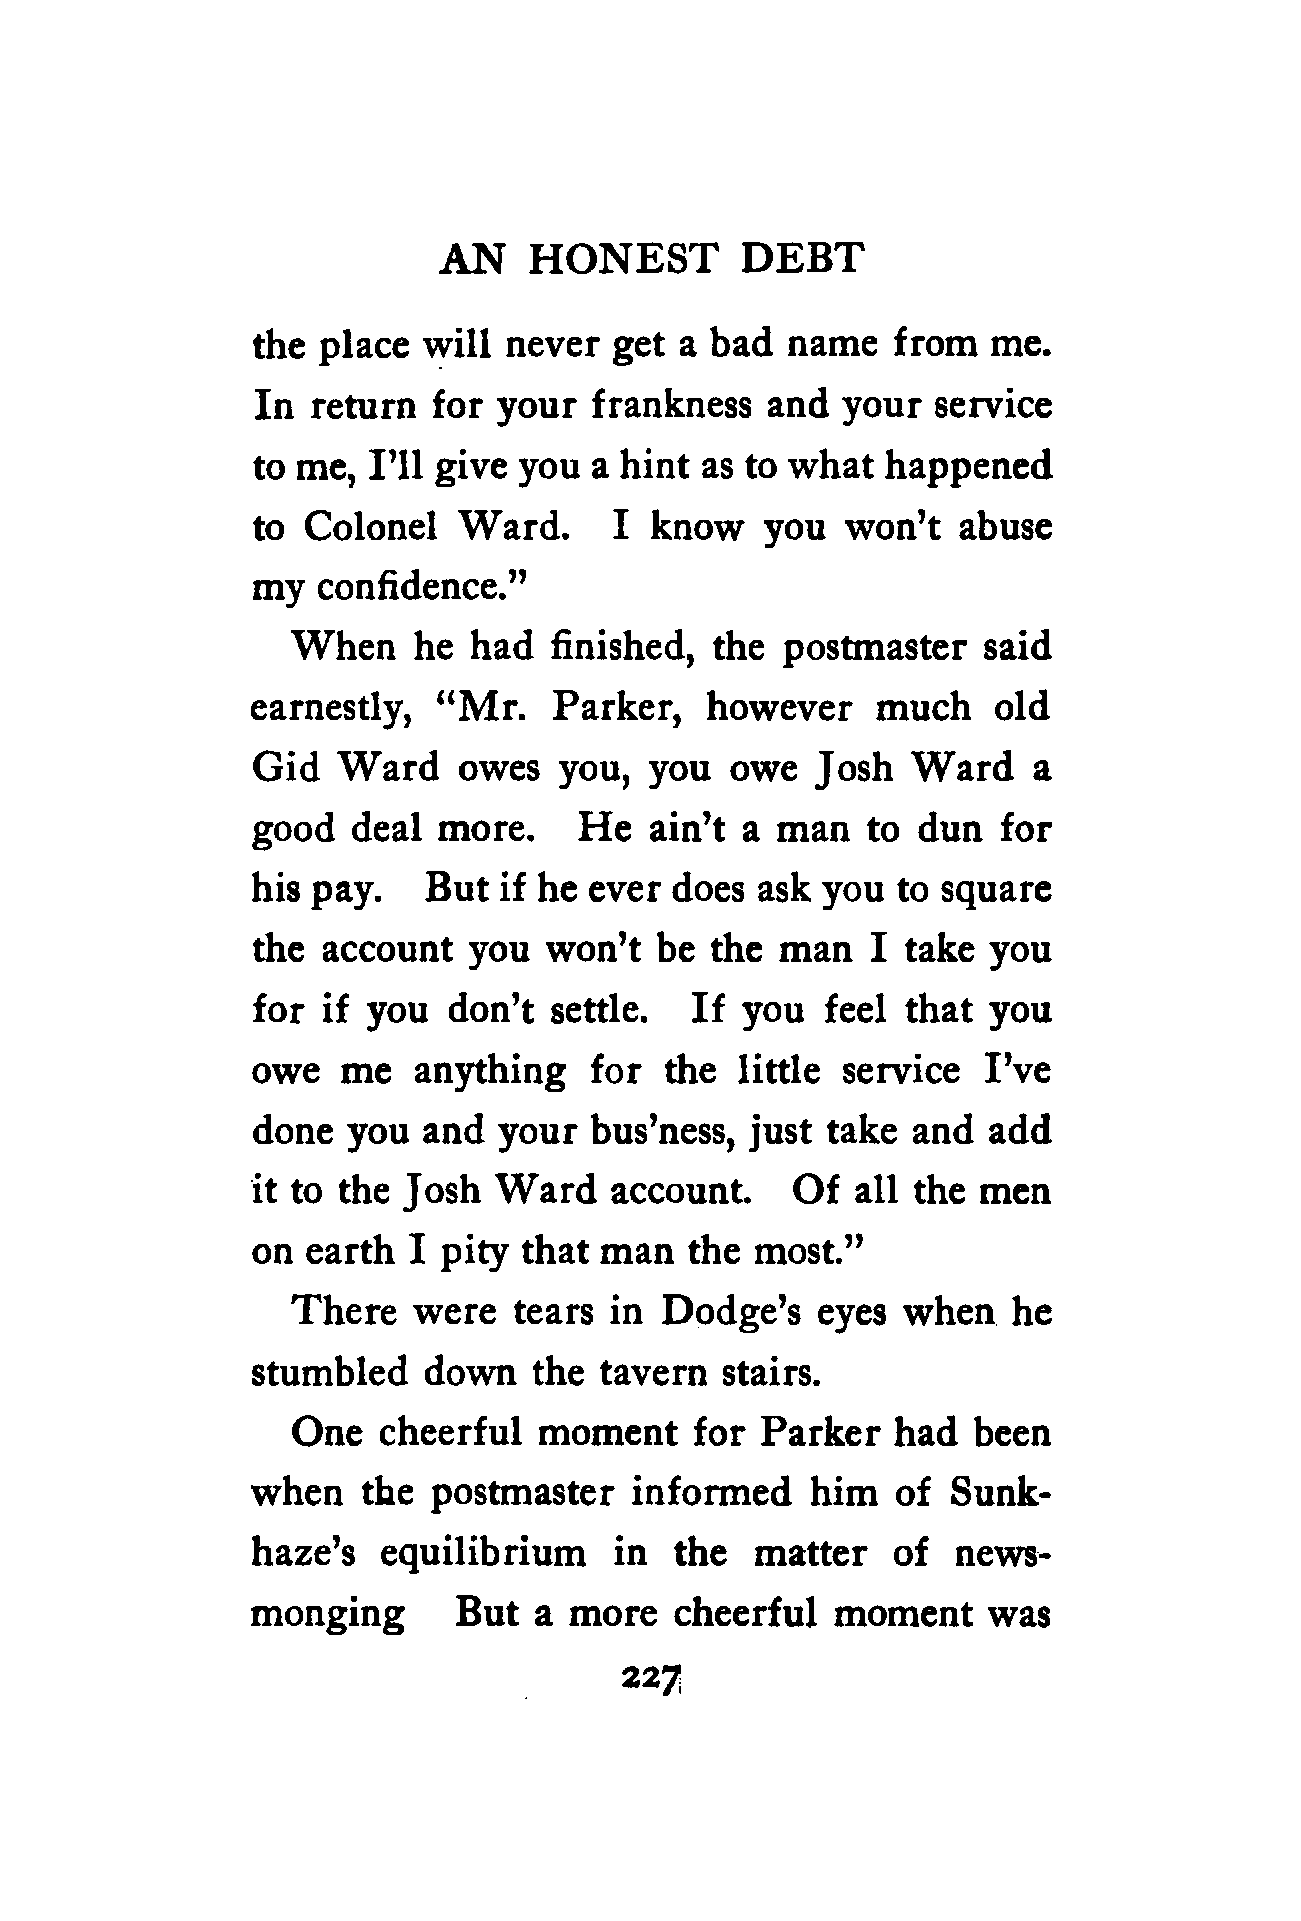 AN HONEST DEBT
the place will never get a bad name from me.
In return for your frankness and your service
to me, I'll give you a hint as to what happened
to Colonel Ward. I know you won't abuse
my confidence."
When he had finished, the postmaster said
earnestly, "Mr. Parker, however much old
Gid Ward owes you, you owe Josh Ward a
good deal more. He ain't a man to dun for
his pay. But if he ever does ask you to square
the account you won't be the man I take you
for if you don't settle. If you feel that you
owe me anything for the little service I've
done you and your bus'ness, just take and add
it to the Josh Ward account. Of all the men
on earth I pity that man the most."
There were tears in Dodge's eyes when he
stumbled down the tavern stairs.
One cheerful moment for Parker had been
when the postmaster informed him of Sunk-
haze's equilibrium in the matter of news-
monging But a more cheerful moment was
227